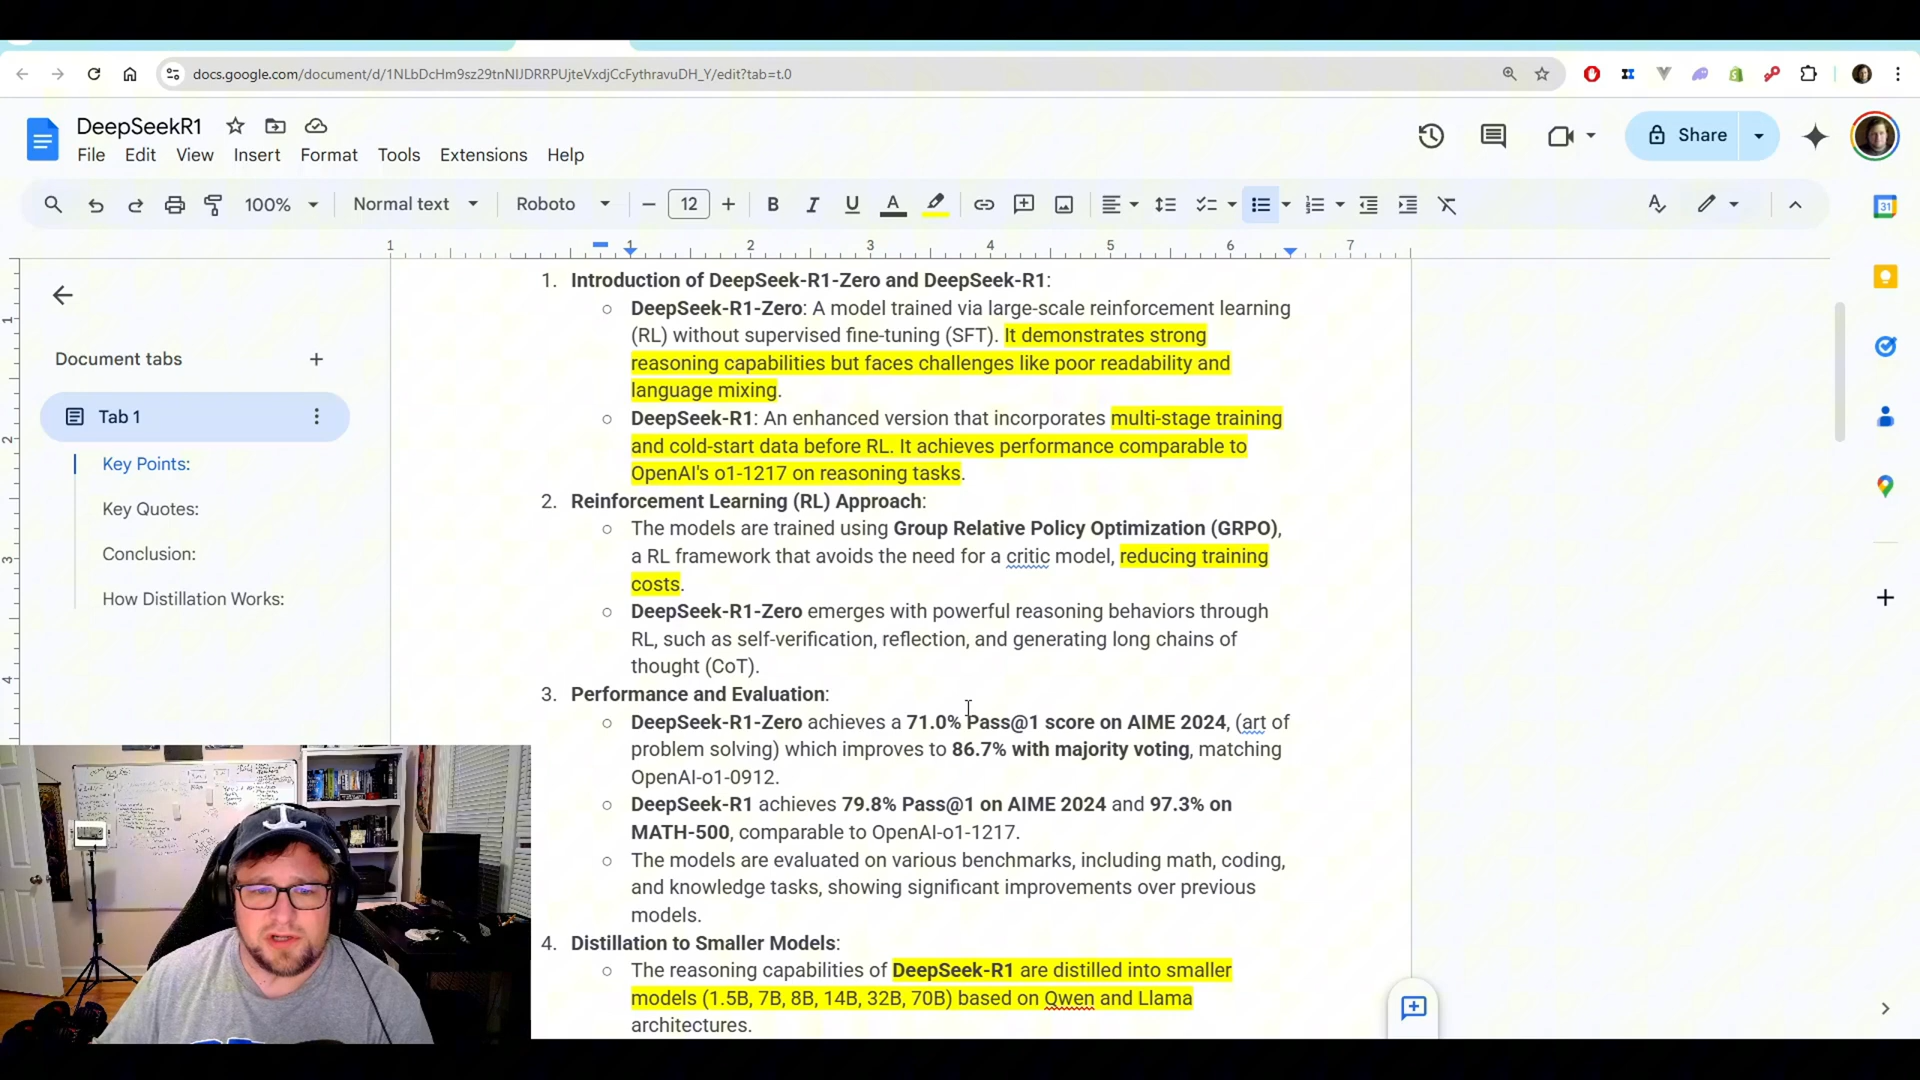 docs.google.com/document/d/1NLbDcHm9sz29tnNIJDRRPUjteVxdjCcFythravuDH_Y/edit?tab=t.0
DeepSeekR1
File Edit View Insert Format Tools Extensions Help
Share
100% Normal text Roboto 12
1 1 2 3 4 5 6 7
Document tabs
Tab 1
Key Points:
Key Quotes:
Conclusion:
How Distillation Works:
1. Introduction of DeepSeek-R1-Zero and DeepSeek-R1:
DeepSeek-R1-Zero: A model trained via large-scale reinforcement learning
(RL) without supervised fine-tuning (SFT). It demonstrates strong
reasoning capabilities but faces challenges like poor readability and
language mixing.
DeepSeek-R1: An enhanced version that incorporates multi-stage training
and cold-start data before RL. It achieves performance comparable to
OpenAI's o1-1217 on reasoning tasks.
2. Reinforcement Learning (RL) Approach:
The models are trained using Group Relative Policy Optimization (GRPO),
a RL framework that avoids the need for a critic model, reducing training
costs.
DeepSeek-R1-Zero emerges with powerful reasoning behaviors through
RL, such as self-verification, reflection, and generating long chains of
thought (CoT).
3. Performance and Evaluation:
DeepSeek-R1-Zero achieves a 71.0% Pass@1 score on AIME 2024, (art of
problem solving) which improves to 86.7% with majority voting, matching
OpenAI-o1-0912.
DeepSeek-R1 achieves 79.8% Pass@1 on AIME 2024 and 97.3% on
MATH-500, comparable to OpenAI-o1-1217.
The models are evaluated on various benchmarks, including math, coding,
and knowledge tasks, showing significant improvements over previous
models.
4. Distillation to Smaller Models:
The reasoning capabilities of DeepSeek-R1 are distilled into smaller
models (1.5B, 7B, 8B, 14B, 32B, 70B) based on Qwen and Llama
architectures.
1
2
3
4
31